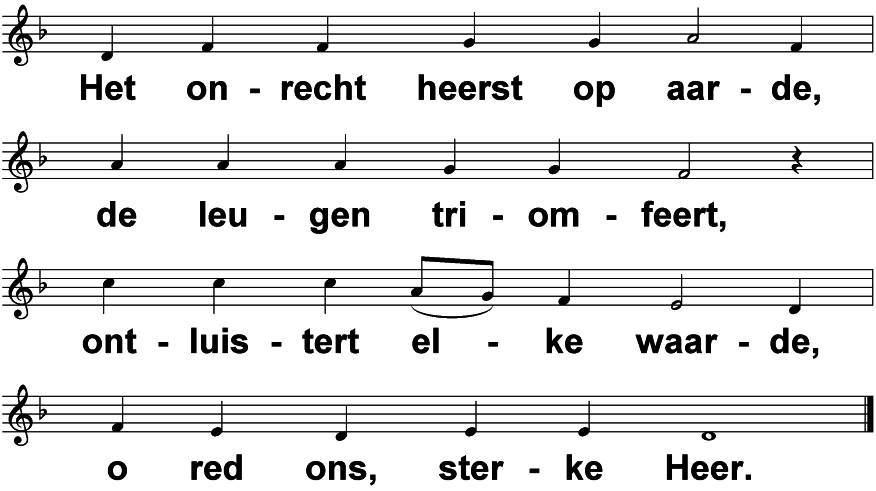 Het on - recht heerst op aar - de,
de leu - gen tri - om - feert,
ont - luis - tert el - ke waar - de,
o red ons, ster - ke Heer.